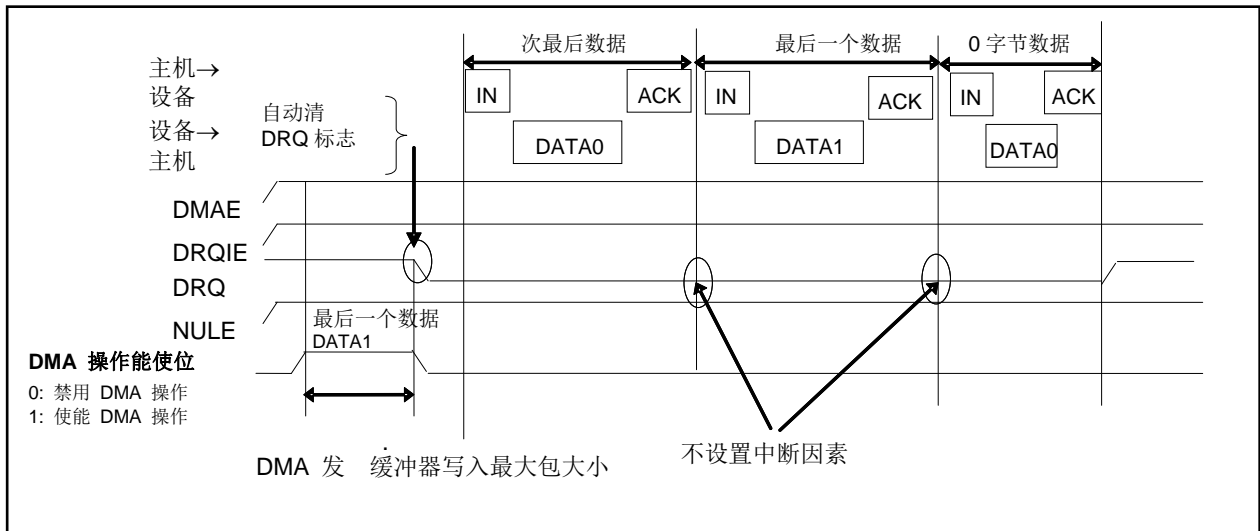 次最后数据
最后一个数据
0 字节数据
主机→
设备
IN
ACK
IN
ACK
IN
ACK
自动清
DRQ 标志
设备→
主机
DATA0
DATA1
DATA0
DMAE
DRQIE
DRQ
NULE
最后一个数据
DATA1
DMA 操作能使位
0: 禁用 DMA 操作
1: 使能 DMA 操作
DMA 发 缓冲器写入最大包大小
不设置中断因素